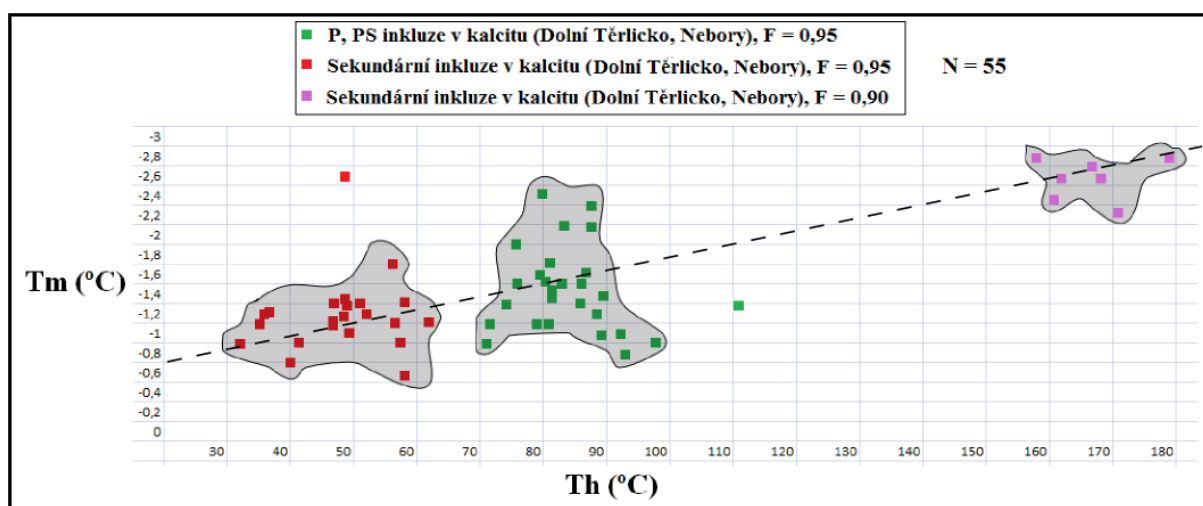 P, PS inkluze v kalcitu (Dolní Těrlicko, Nebory), F = 0,95
Sekundární inkluze v kalcitu (Dolní Těrlicko, Nebory), F = 0,95
N = 55
Sekundární inkluze v kalcitu (Dolní Těrlicko, Nebory), F = 0,90
-3
-2,8
-2,6
-2,4
-2,2
-2
-1,8
-1,6
Tm (ºC)
-1,4
-1,2
-1
-0,8
-0,6
-0,4
-0,2
0
30 40 50 60 70 80 90 100 110 120 130 140 150 160 170 180
Th (ºC)